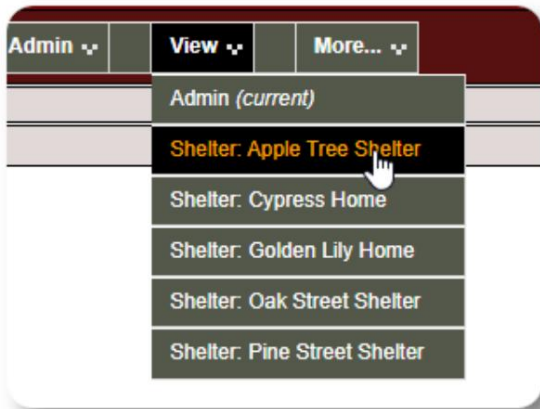 Admin View More...
Admin (current)
Shelter: Apple Tree Shelter
Shelter: Cypress Home
Shelter: Golden Lily Home
Shelter: Oak Street Shelter
Shelter: Pine Street Shelter